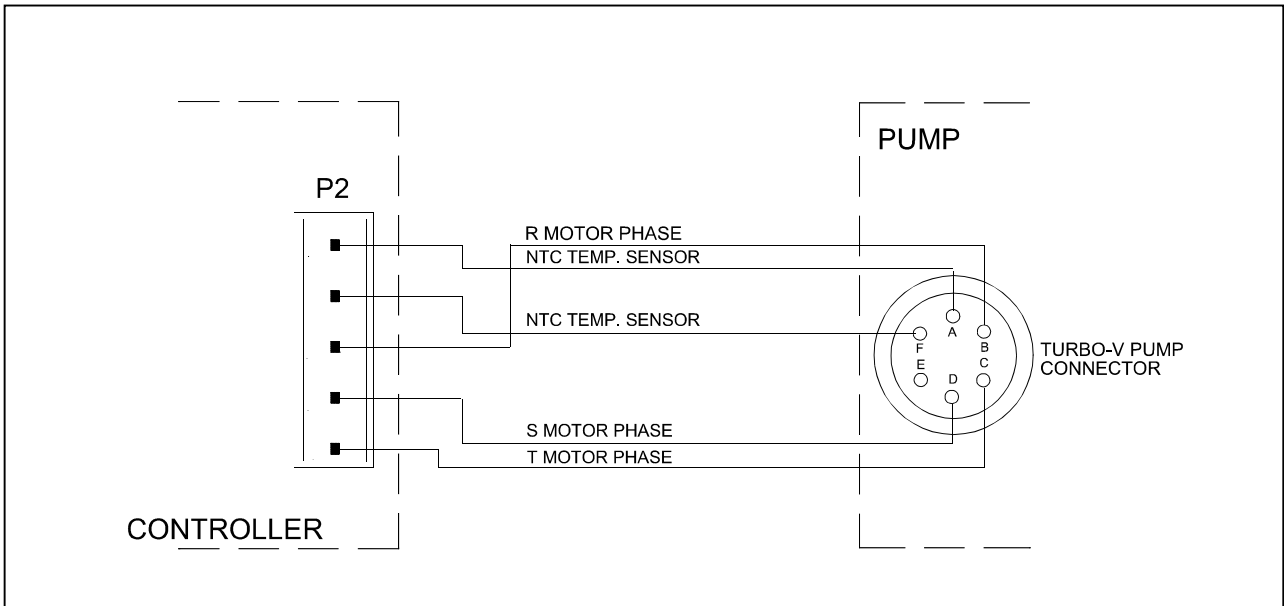 PUMP
P2
R MOTOR PHASE
NTC TEMP. SENSOR
NTC TEMP. SENSOR
A
F
B
E
D
C
TURBO-V PUMP
CONNECTOR
S MOTOR PHASE
T MOTOR PHASE
CONTROLLER